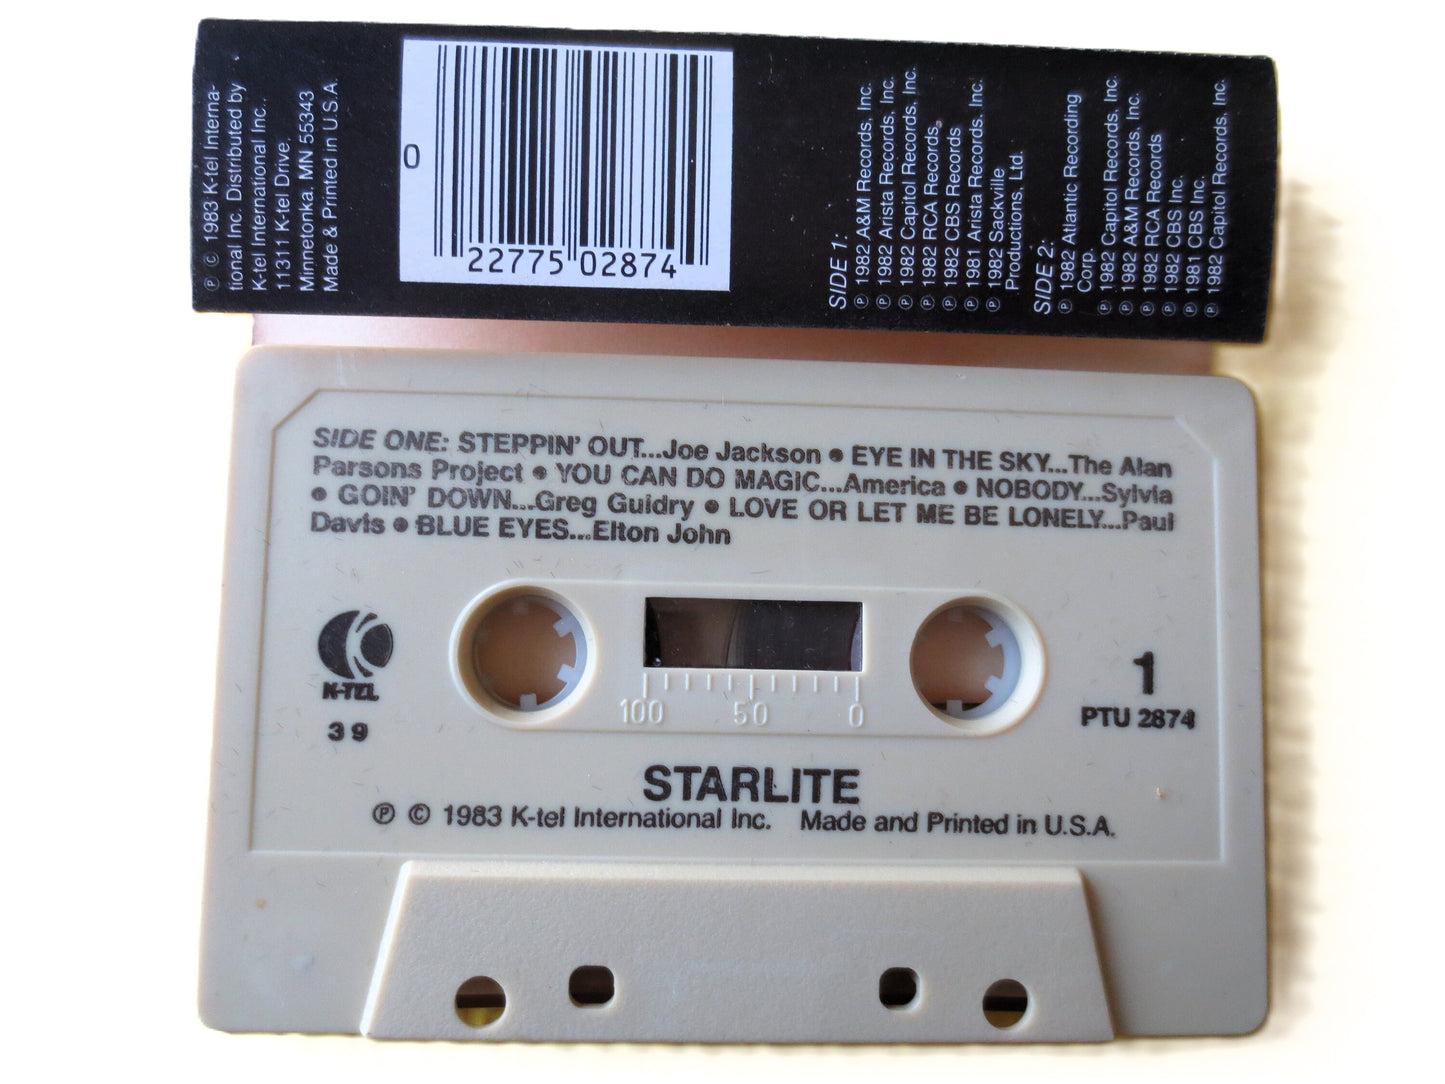 ℗ © 1983 K-tel Interna-
tional Inc. Distributed by
K-tel International Inc.,
11311 K-tel Drive.
Minnetonka. MN 55343
Made & Printed in U.S.A.
0
22775 02874
SIDE 1:
℗ 1982 A&M Records, Inc.
℗ 1982 Arista Records, Inc.
℗ 1982 Capitol Records, Inc.
℗ 1982 RCA Records,
℗ 1982 CBS Records
℗ 1981 Arista Records, Inc.
℗ 1982 Sackville
Productions, Ltd.
SIDE 2:
℗ 1982 Atlantic Recording
Corp.
℗ 1982 Capitol Records, Inc.
℗ 1982 A&M Records, Inc.
℗ 1982 RCA Records
℗ 1982 CBS Inc.
℗ 1981 CBS Inc.
℗ 1982 Capitol Records, Inc.
SIDE ONE: STEPPIN' OUT...Joe Jackson • EYE IN THE SKY...The Alan
Parsons Project • YOU CAN DO MAGIC...America • NOBODY...Sylvia
• GOIN' DOWN...Greg Guidry • LOVE OR LET ME BE LONELY...Paul
Davis • BLUE EYES...Elton John
K-TEL
39
100 50 0
1
PTU 2874
STARLITE
℗ © 1983 K-tel International Inc. Made and Printed in U.S.A.